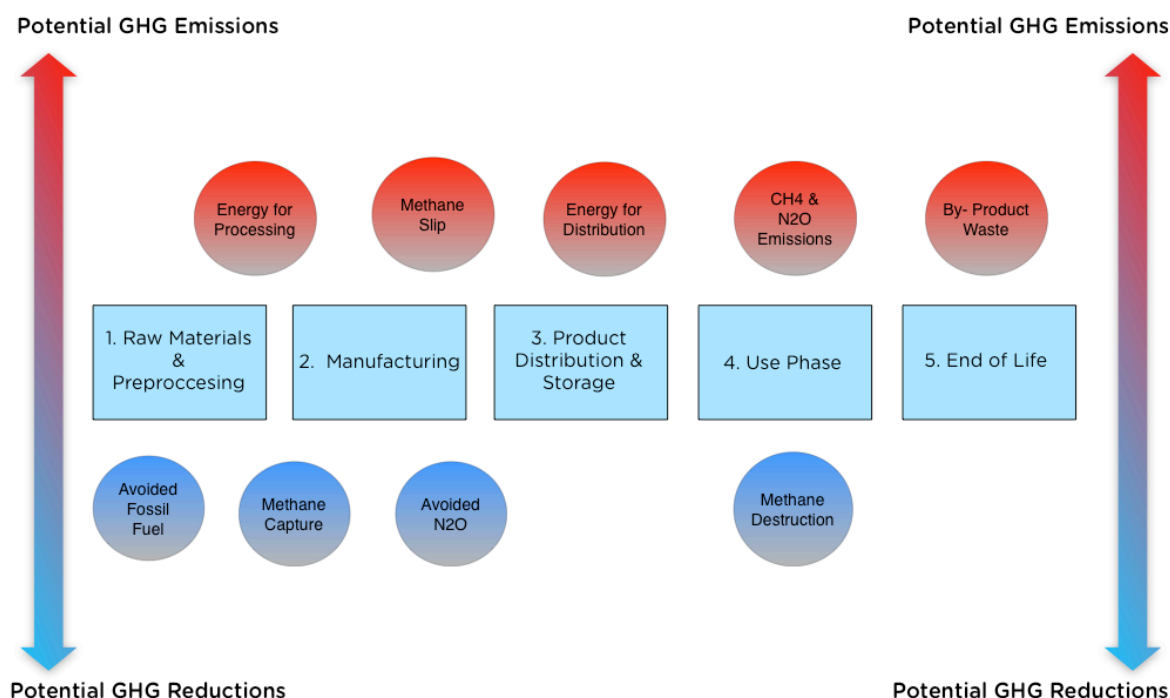 Potential GHG Emissions
Potential GHG Emissions
Energy for
Processing
Methane
Slip
Energy for
Distribution
CH4 &
N2O
Emissions
By- Product
Waste
1. Raw Materials
&
Preproccesing
2. Manufacturing
3. Product
Distribution &
Storage
4. Use Phase
5. End of Life
Avoided
Fossil
Fuel
Methane
Capture
Avoided
N2O
Methane
Destruction
Potential GHG Reductions
Potential GHG Reductions